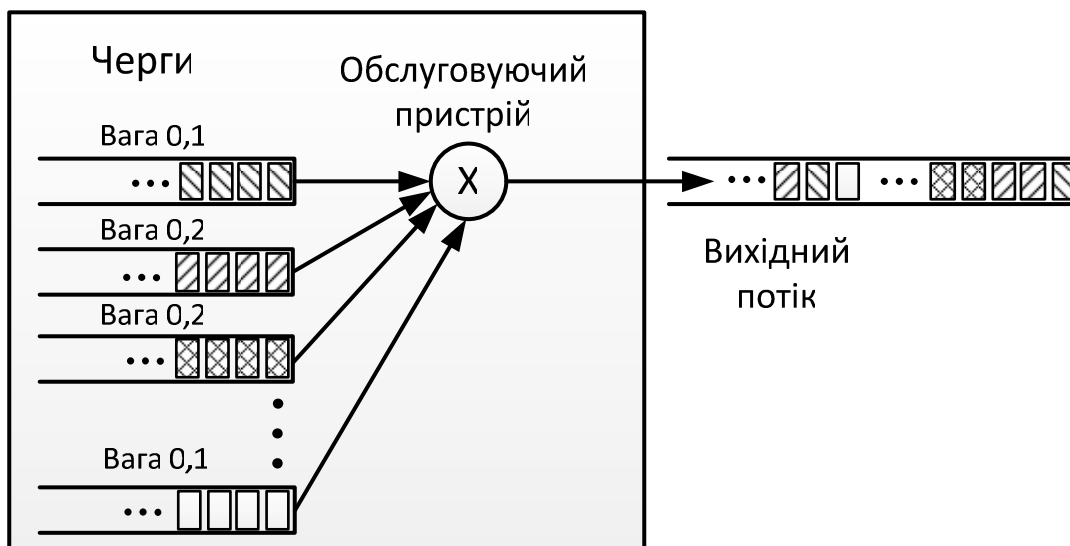 Черги
Обслуговуючий
пристрій
Вага 0,1
X
Вага 0,2
Вага 0,2
Вага 0,1
Вихідний
потік